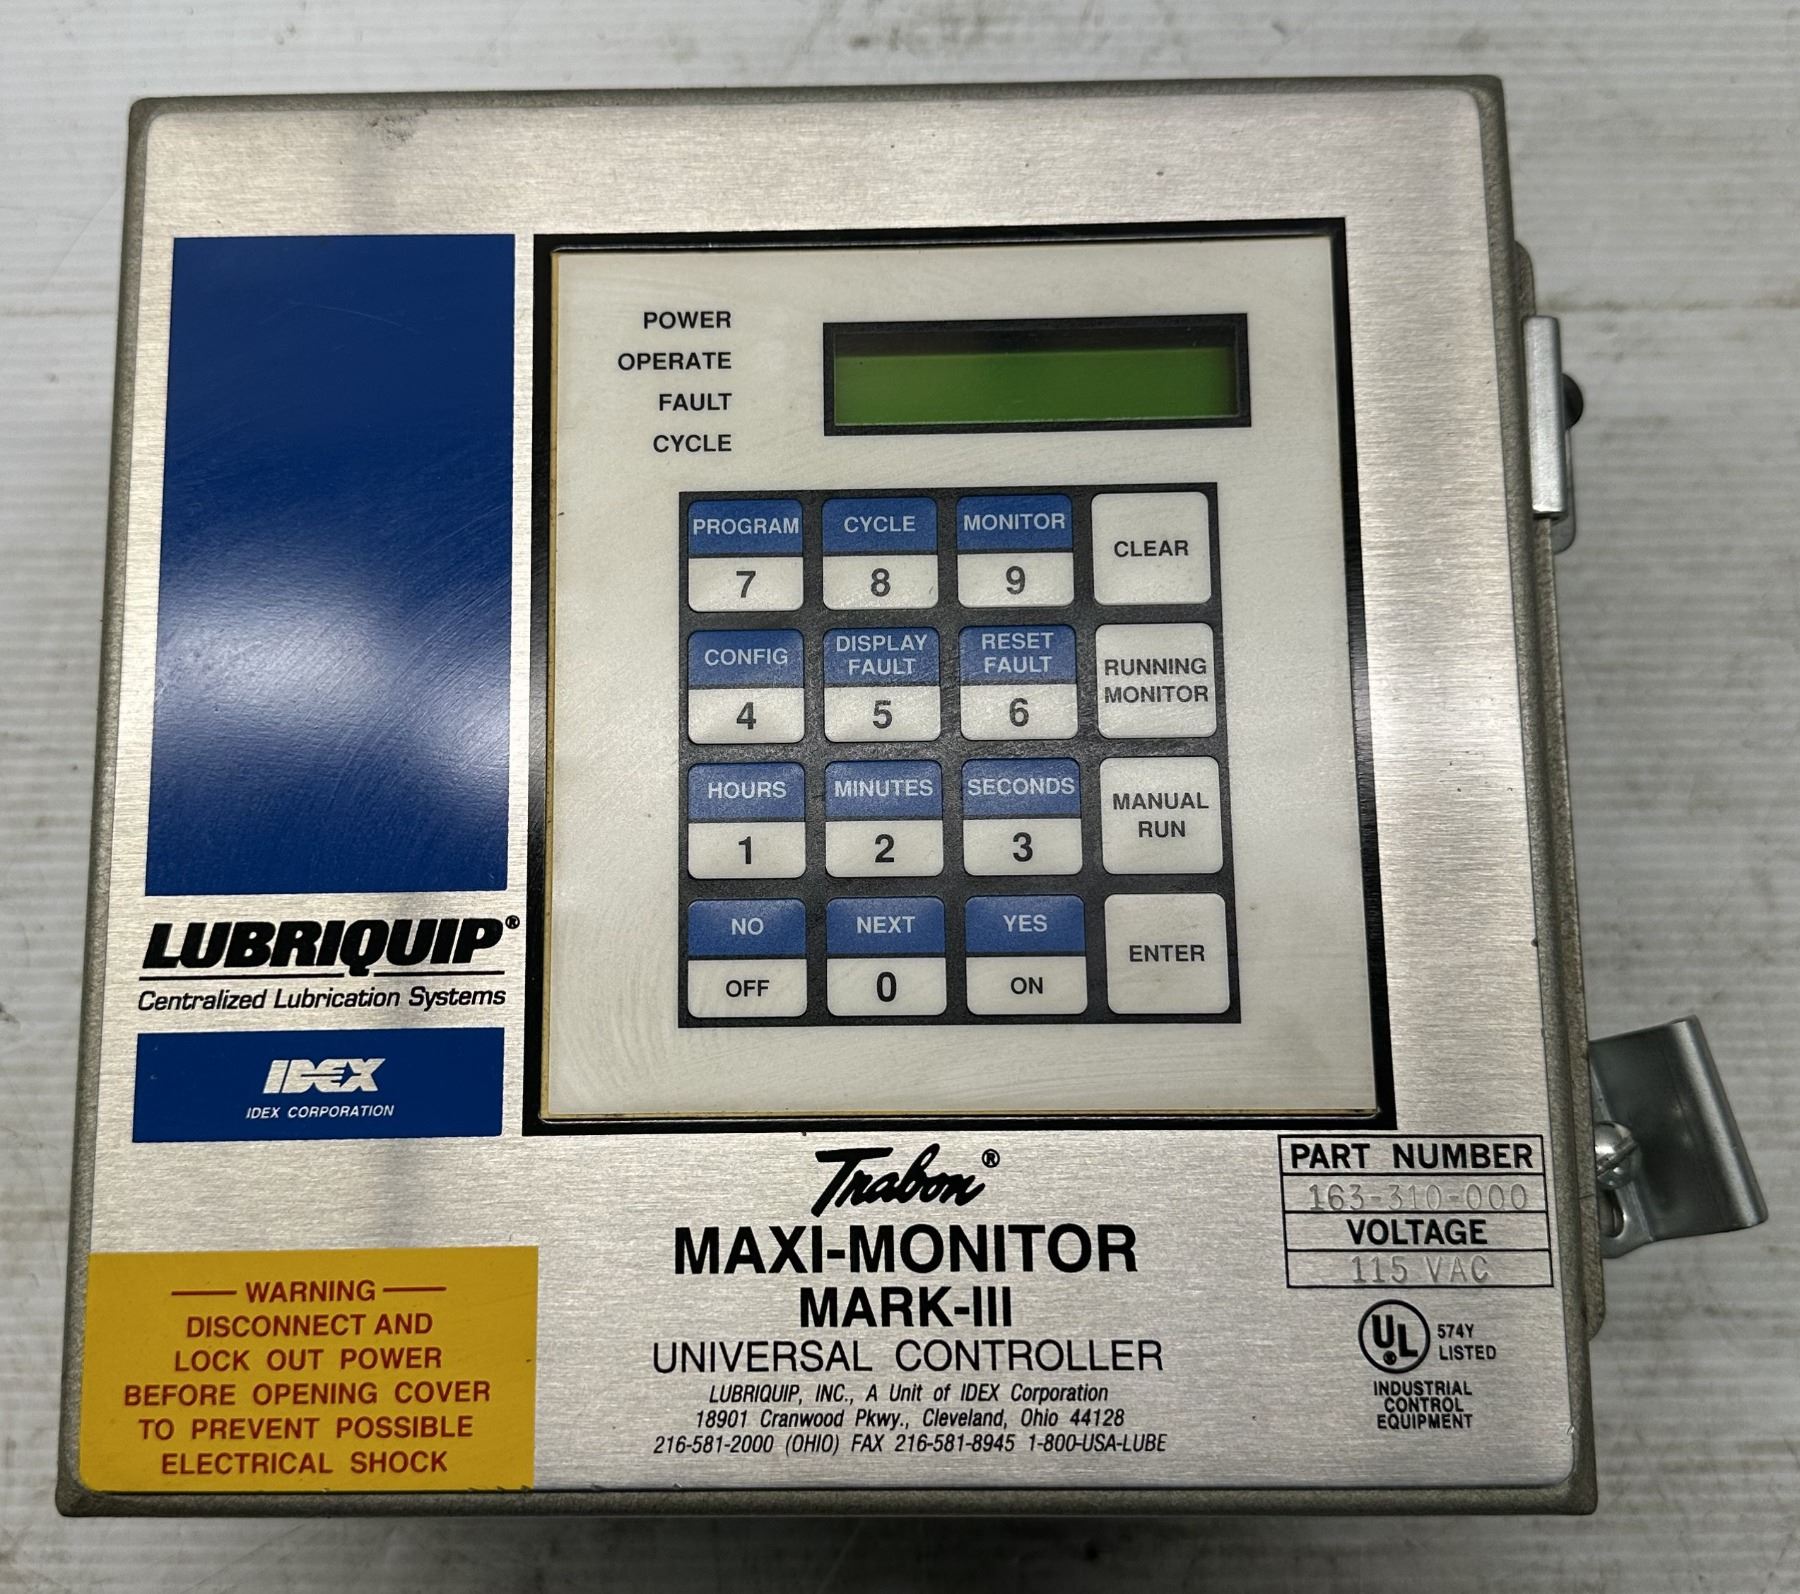 POWER
OPERATE
FAULT
CYCLE
PROGRAM CYCLE MONITOR
7 8 9 CLEAR
CONFIG DISPLAY FAULT RESET FAULT
4 5 6 RUNNING MONITOR
HOURS MINUTES SECONDS
1 2 3 MANUAL RUN
NO NEXT YES
OFF 0 ON ENTER
LUBRIQUIP®
Centralized Lubrication Systems
IDEX
IDEX CORPORATION
WARNING
DISCONNECT AND
LOCK OUT POWER
BEFORE OPENING COVER
TO PREVENT POSSIBLE
ELECTRICAL SHOCK
Trabon®
MAXI-MONITOR
MARK-III
UNIVERSAL CONTROLLER
LUBRIQUIP, INC., A Unit of IDEX Corporation
18901 Cranwood Pkwy., Cleveland, Ohio 44128
216-581-2000 (OHIO) FAX 216-581-8945 1-800-USA-LUBE
PART NUMBER
163-310-000
VOLTAGE
115 VAC
UL®
574Y
LISTED
INDUSTRIAL
CONTROL
EQUIPMENT